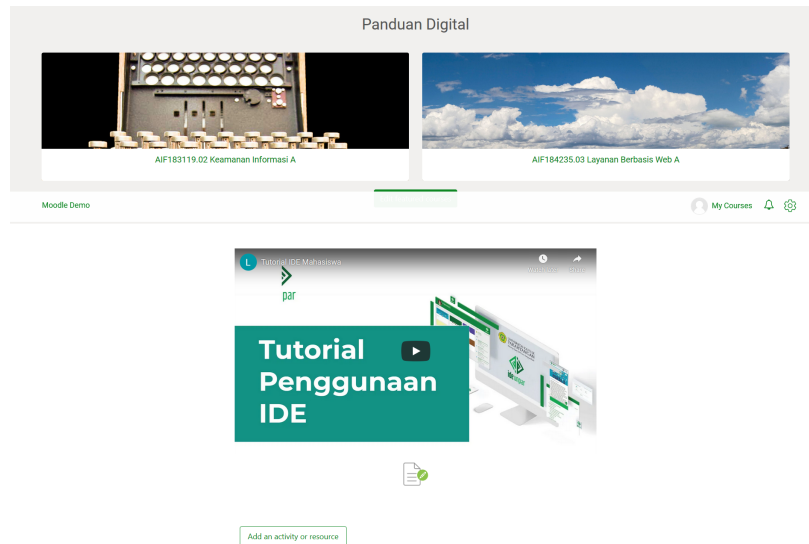 Panduan Digital
AIF183119.02 Keamanan Informasi A
AIF184235.03 Layanan Berbasis Web A
Moodle Demo
My Courses
L
Tutorial IDE Mahasiswa
par
Tutorial
Penggunaan
IDE
Add an activity or resource